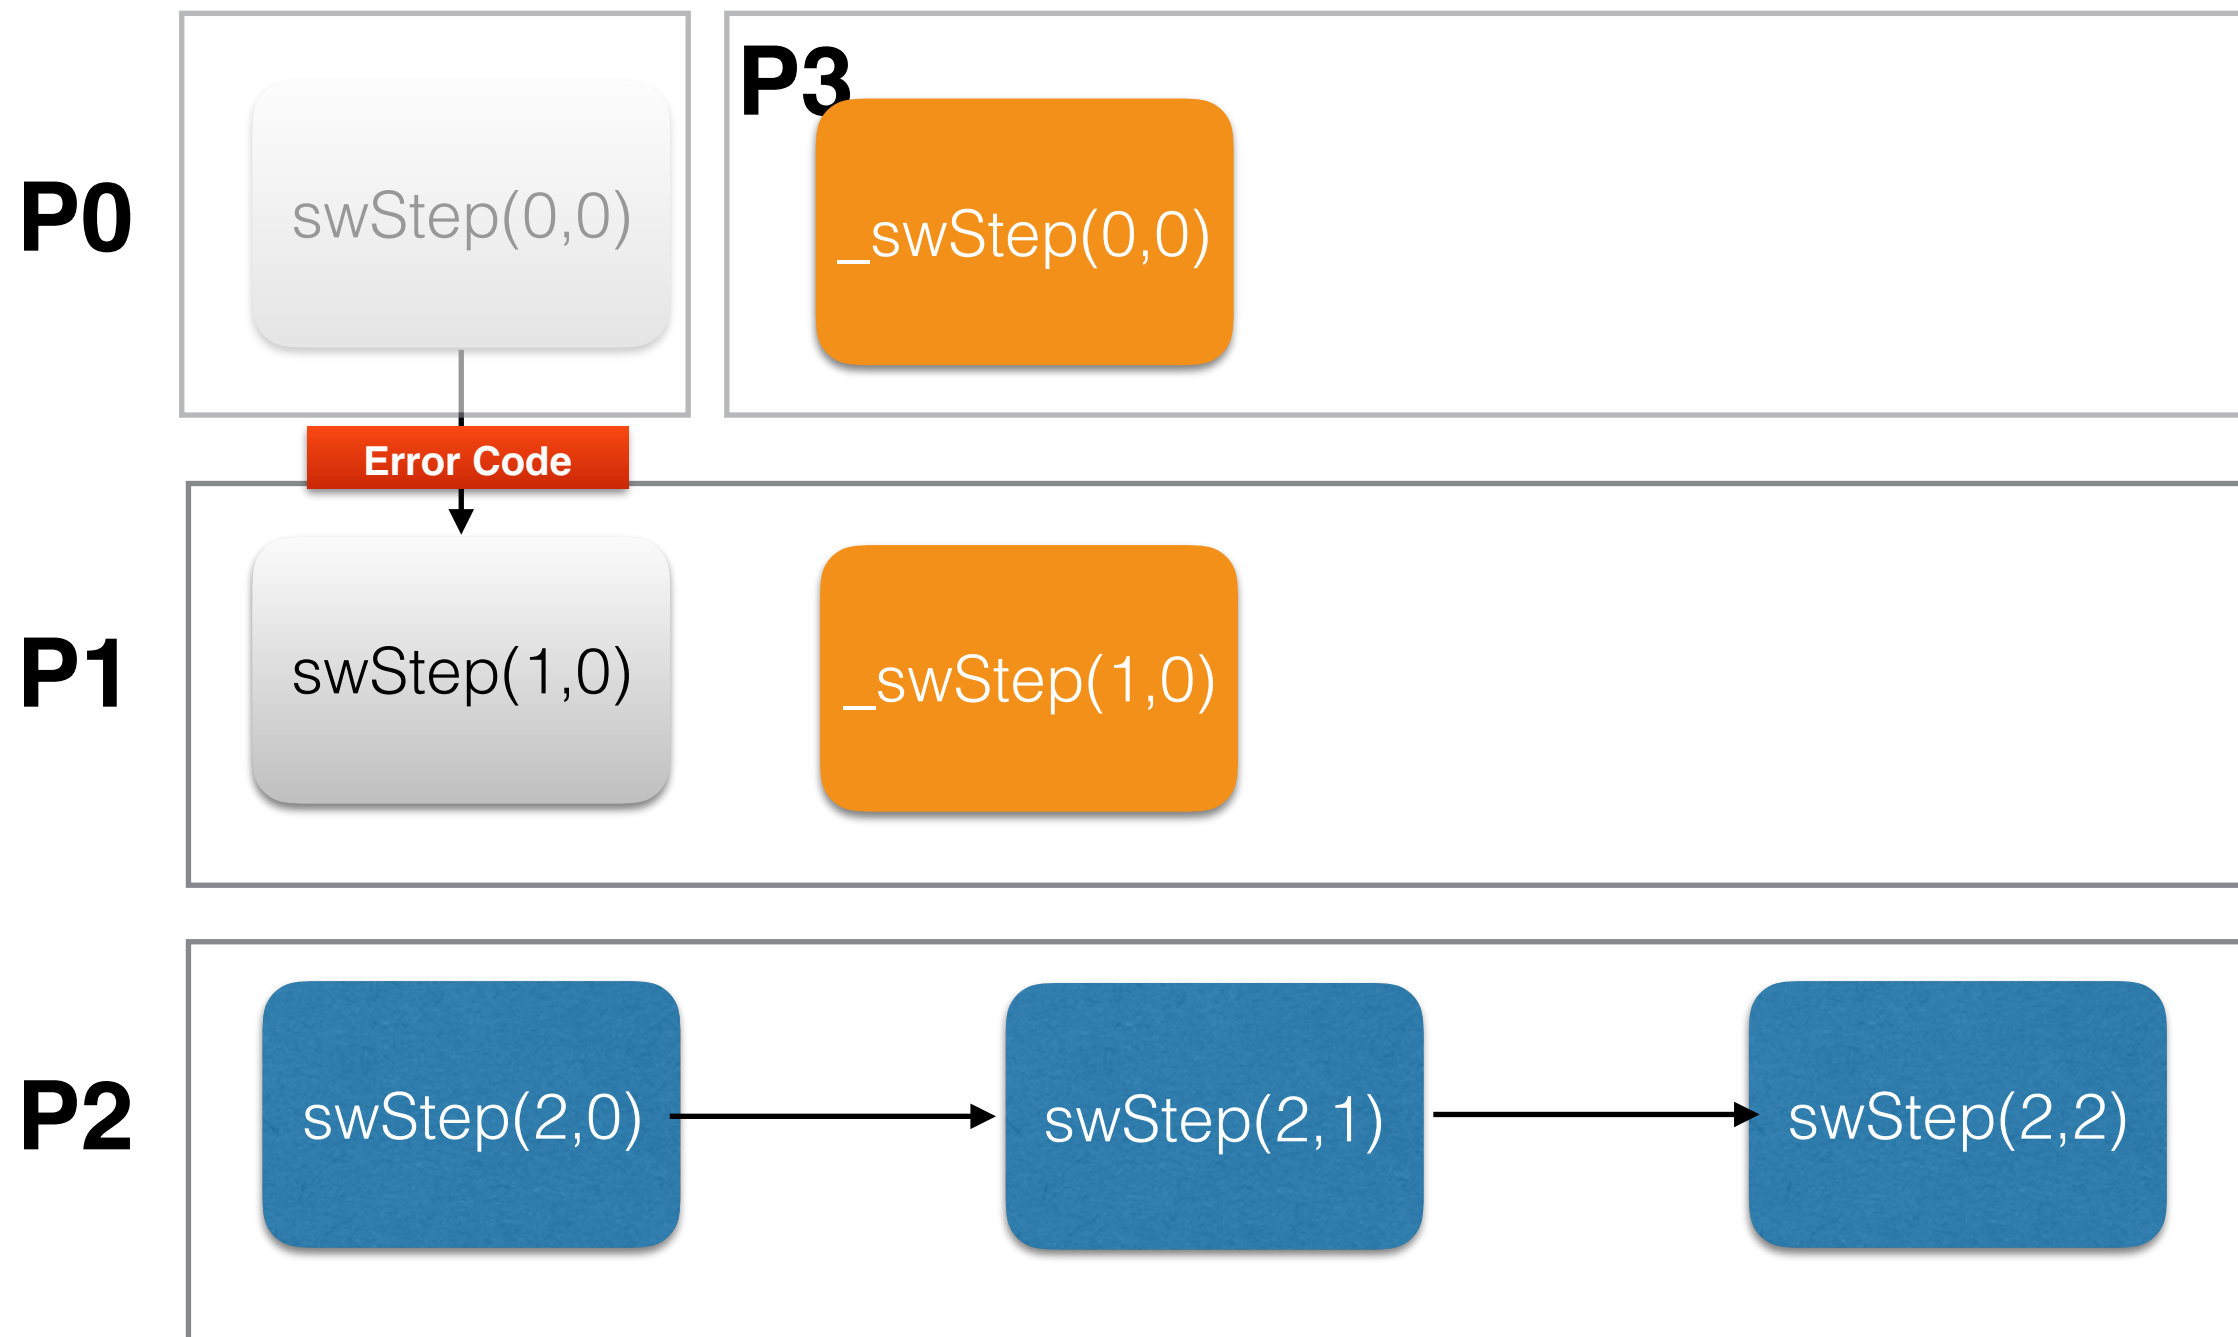 P3
P0
swStep(0,0)
_swStep(0,0)
Error Code
P1
swStep(1,0)
_swStep(1,0)
P2
swStep(2,0)
swStep(2,1)
swStep(2,2)